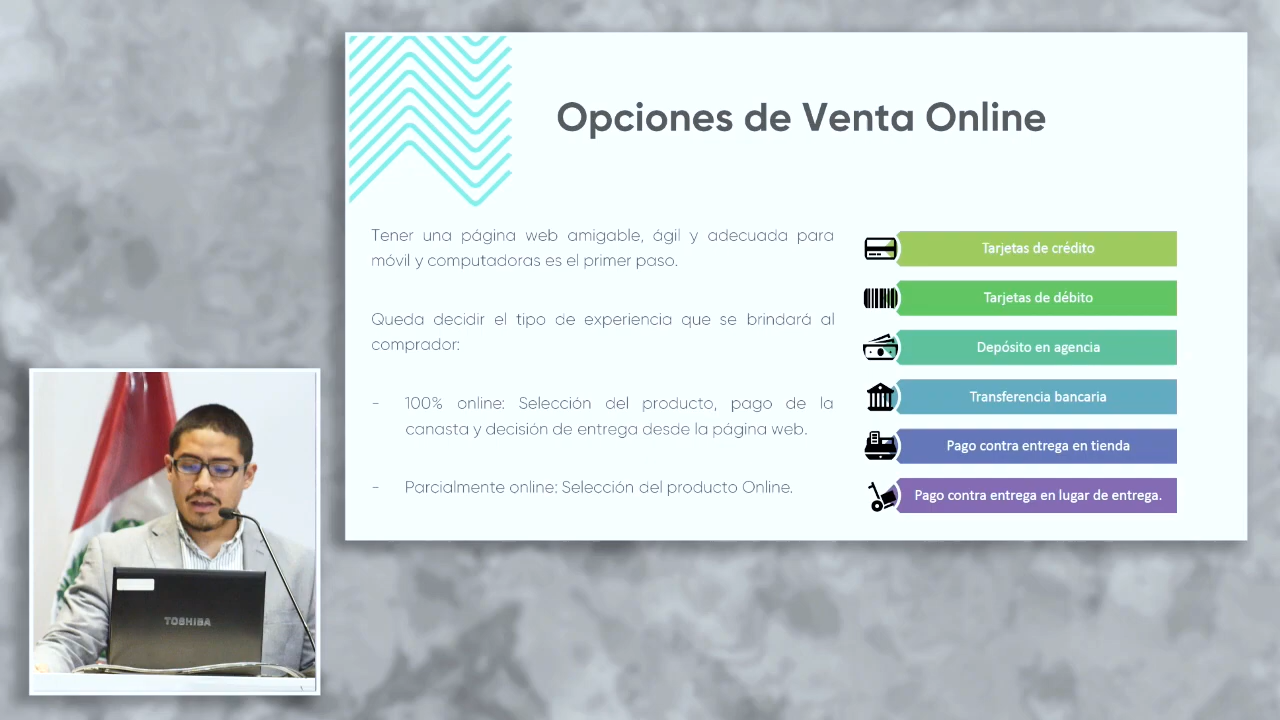 Opciones de Venta Online
Tener una página web amigable, ágil y adecuada para
móvil y computadoras es el primer paso.
Queda decidir el tipo de experiencia que se brindará al
comprador:
- 100% online: Selección del producto, pago de la
canasta y decisión de entrega desde la página web.
- Parcialmente online: Selección del producto Online.
Tarjetas de crédito
Tarjetas de débito
Depósito en agencia
Transferencia bancaria
Pago contra entrega en tienda
Pago contra entrega en lugar de entrega.
TOSHIBA